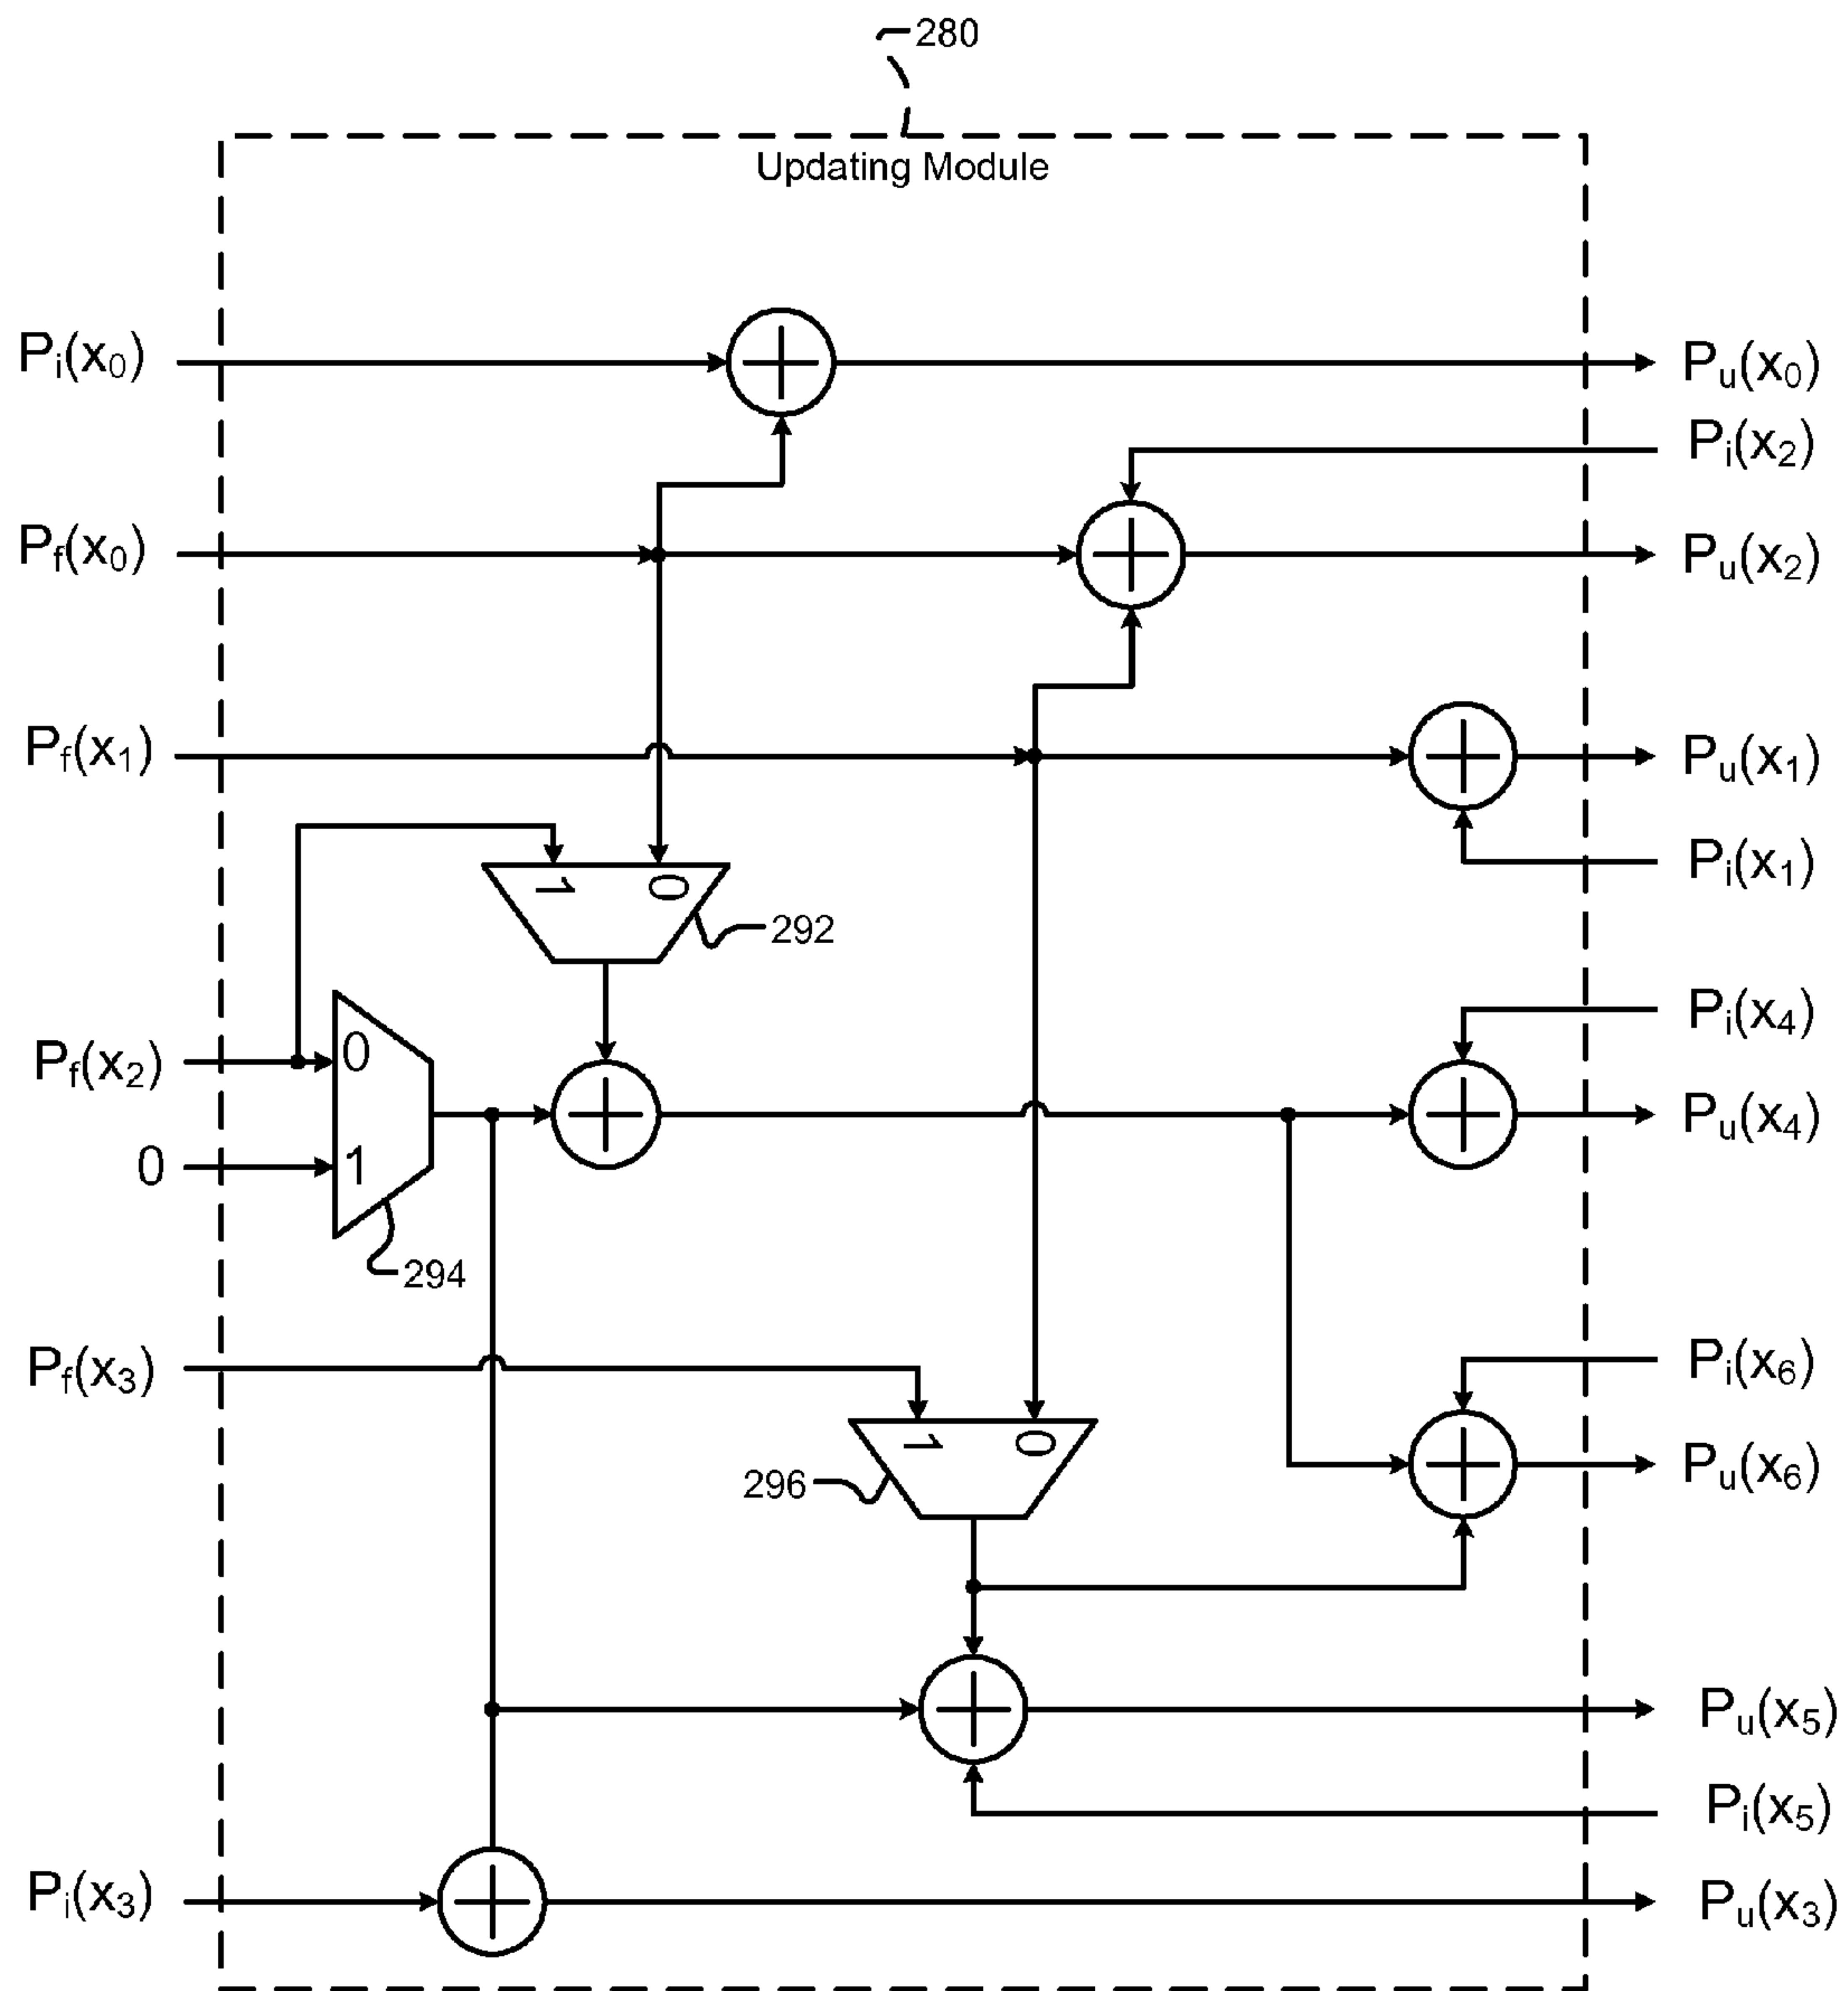 280
Updating Module
Pi(x0)
Pu(x0)
Pi(x2)
Pf(x0)
Pu(x2)
Pf(x1)
Pu(x1)
Pi(x1)
1
0
292
Pi(x4)
Pf(x2)
0
Pu(x4)
0
1
294
Pf(x3)
Pi(x6)
1
0
296
Pu(x6)
Pu(x5)
Pi(x5)
Pi(x3)
Pu(x3)